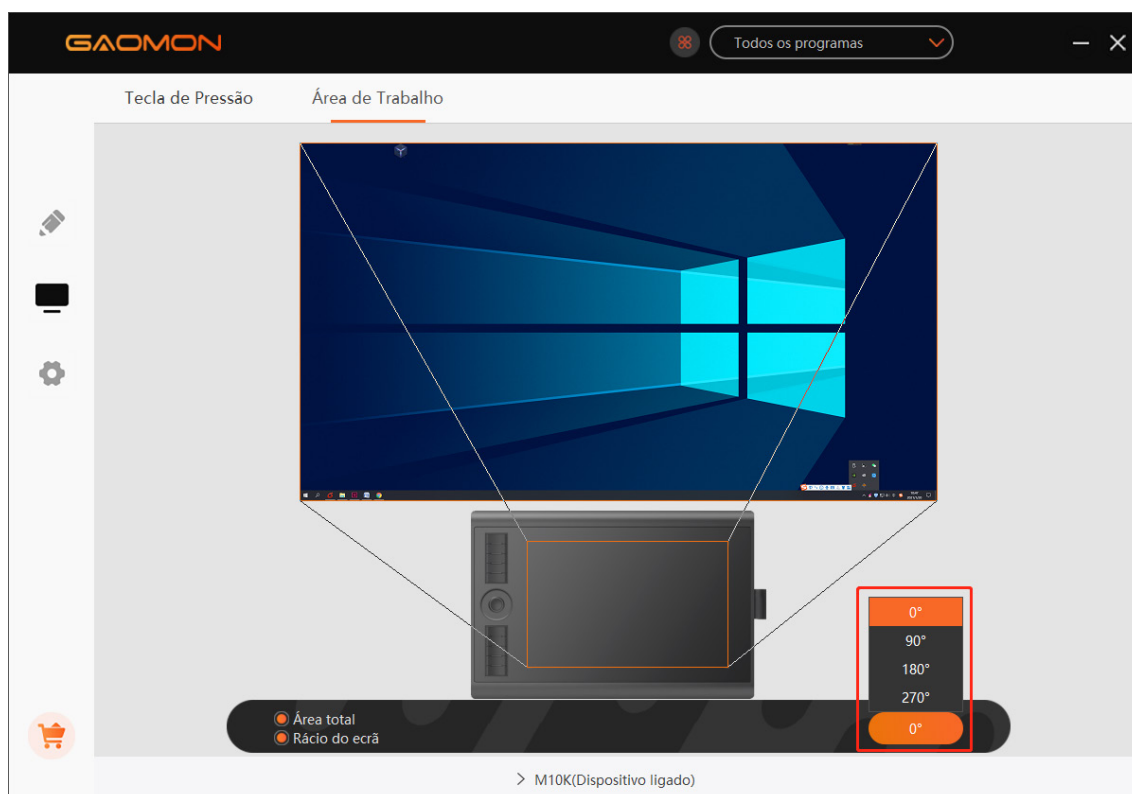 GAOMON
Todos os programas
Tecla de Pressão
Área de Trabalho
0°
90°
180°
270°
Área total
Rácio do ecrã
0°
M10K(Dispositivo ligado)